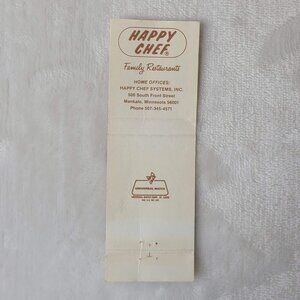 HAPPY
CHEF®
Family Restaurants
HOME OFFICES:
HAPPY CHEF SYSTEMS, INC.
500 South Front Street
Mankato, Minnesota 56001
Phone 507-345-4571
UNIVERSAL MATCH